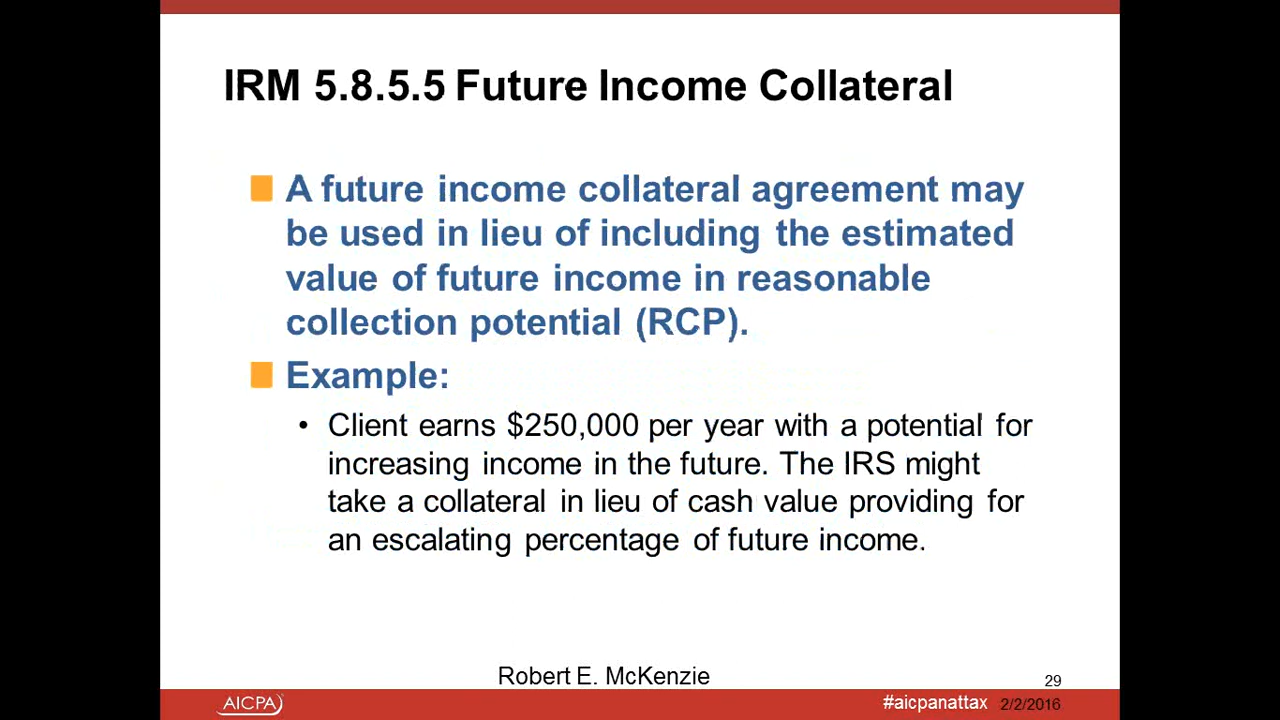 IRM 5.8.5.5 Future Income Collateral
A future income collateral agreement may
be used in lieu of including the estimated
value of future income in reasonable
collection potential (RCP).
Example:
• Client earns $250,000 per year with a potential for
increasing income in the future. The IRS might
take a collateral in lieu of cash value providing for
an escalating percentage of future income.
Robert E. McKenzie
29
AICPA
#aicpanattax 2/2/2016